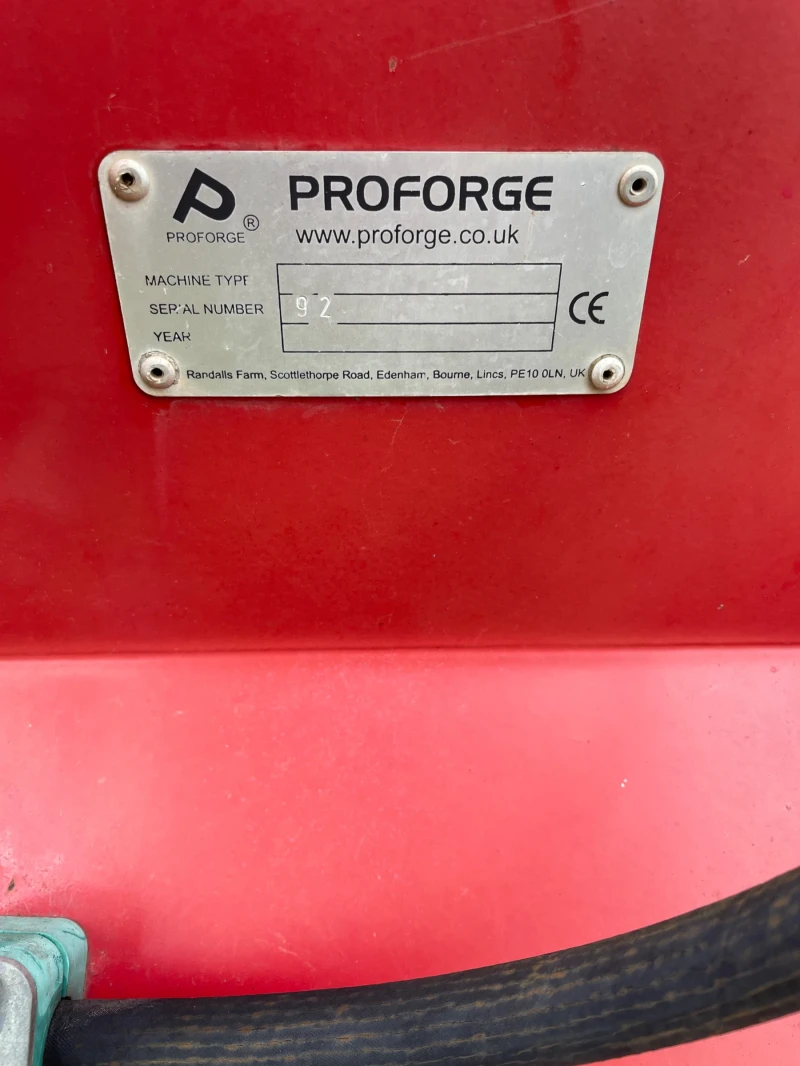 P
PROFORGE ®
PROFORGE
www.proforge.co.uk
MACHINE TYPE
SERIAL NUMBER 92
YEAR
CE
Randalls Farm, Scottlethorpe Road, Edenham, Bourne, Lincs, PE10 0LN, UK